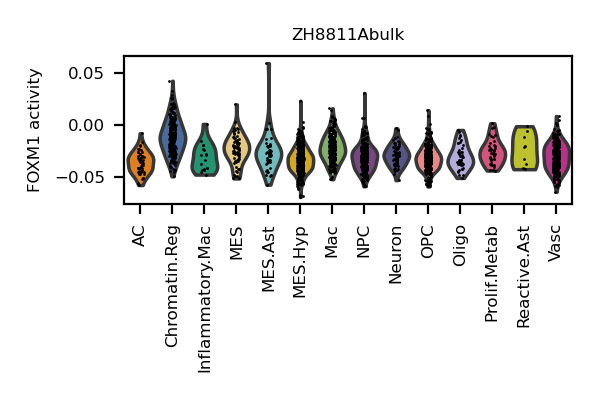 ZH8811Abulk
FOXM1 activity
0.05
0.00
−0.05
AC
Chromatin.Reg
Inflammatory.Mac
MES
MES.Ast
MES.Hyp
Mac
NPC
Neuron
OPC
Oligo
Prolif.Metab
Reactive.Ast
Vasc